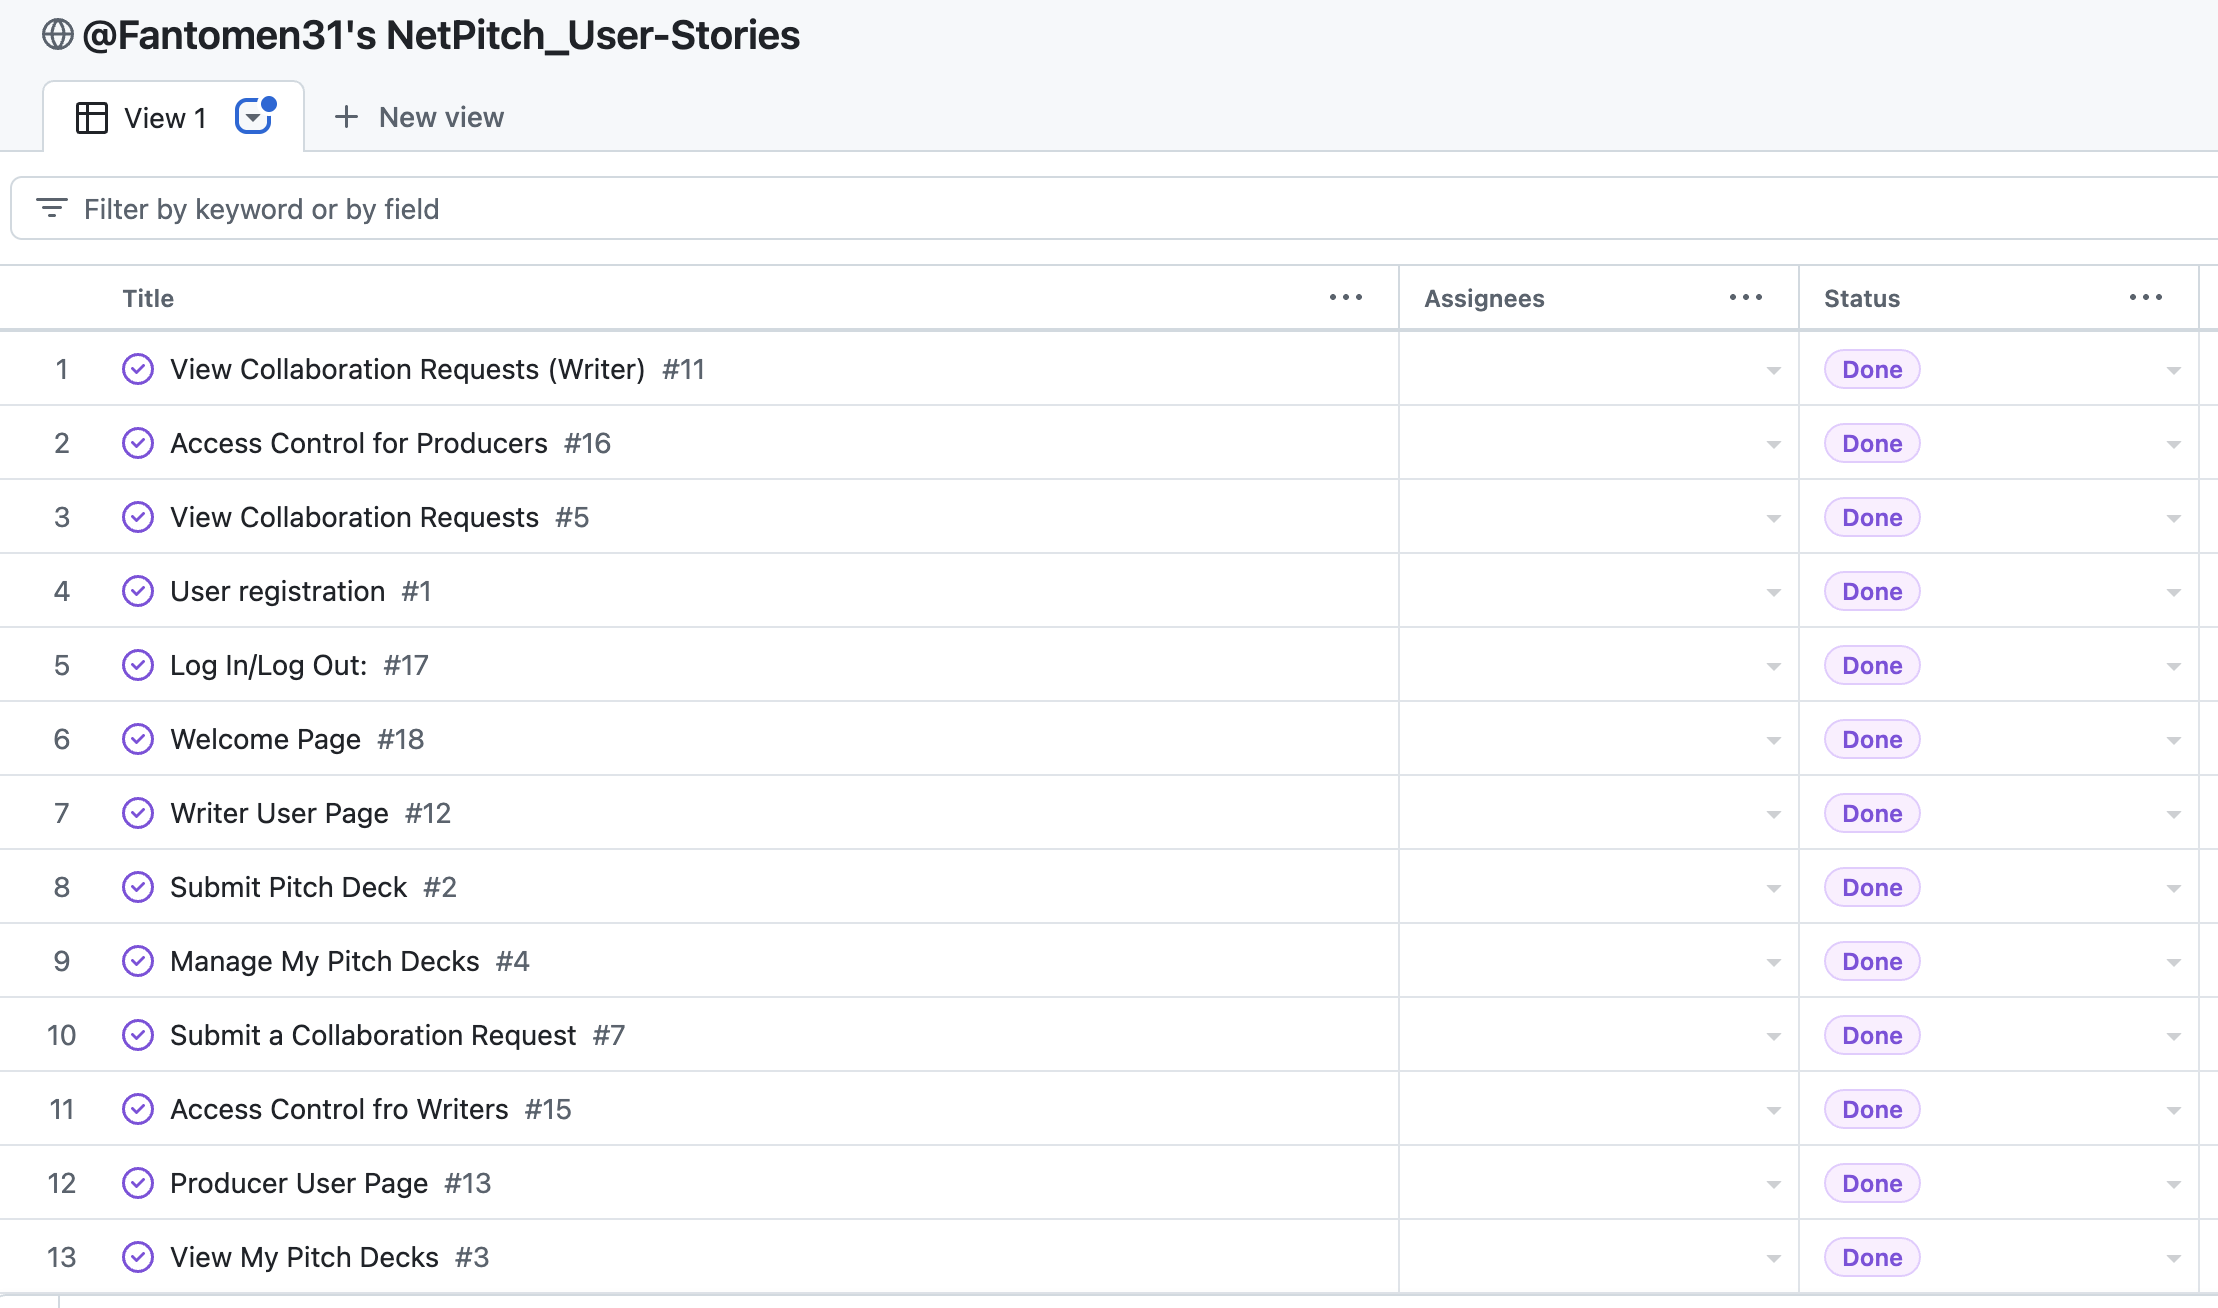 @Fantomen31's NetPitch_User-Stories
View 1 New view
Filter by keyword or by field
Title Assignees Status
1 View Collaboration Requests (Writer) #11 Done
2 Access Control for Producers #16 Done
3 View Collaboration Requests #5 Done
4 User registration #1 Done
5 Log In/Log Out: #17 Done
6 Welcome Page #18 Done
7 Writer User Page #12 Done
8 Submit Pitch Deck #2 Done
9 Manage My Pitch Decks #4 Done
10 Submit a Collaboration Request #7 Done
11 Access Control fro Writers #15 Done
12 Producer User Page #13 Done
13 View My Pitch Decks #3 Done